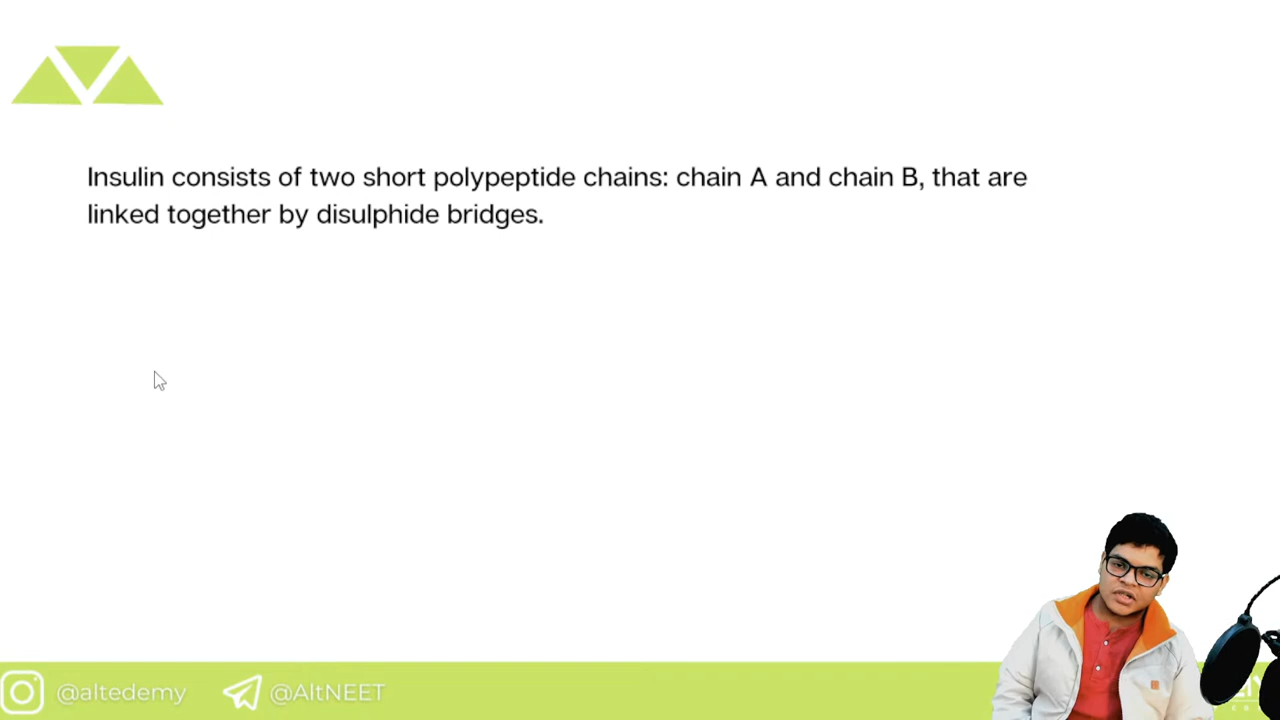 Insulin consists of two short polypeptide chains: chain A and chain B, that are
linked together by disulphide bridges.
@altedemy
@AltNEET